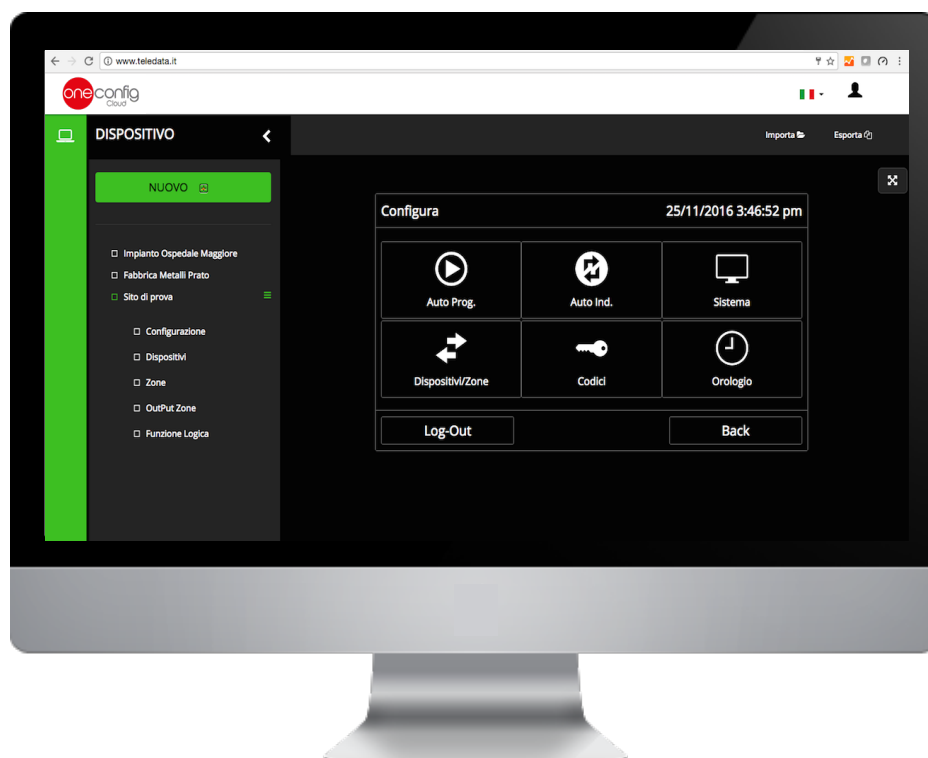 www.teledata.it
one config
Cloud
DISPOSITIVO
Importa
Esporta
NUOVO
Configura
25/11/2016 3:46:52 pm
Impianto Ospedale Maggiore
Fabbrica Metalli Prato
Sito di prova
Configurazione
Dispositivi
Zone
OutPut Zone
Funzione Logica
Auto Prog.
Auto Ind.
Sistema
Dispositivi/Zone
Codici
Orologio
Log-Out
Back